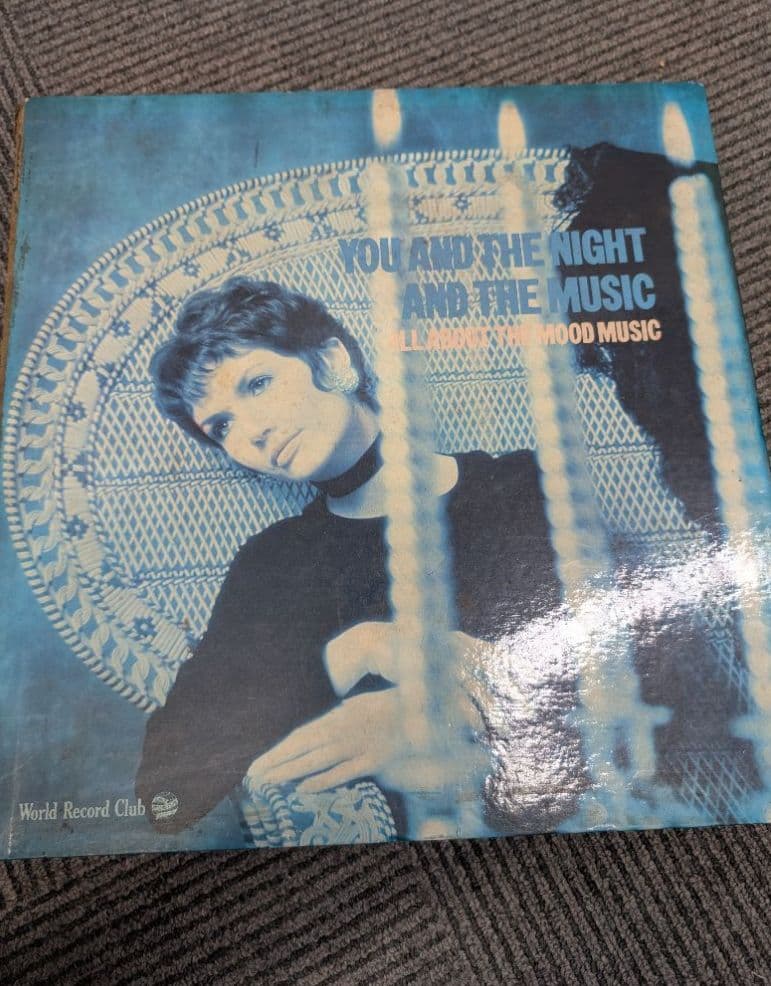 YOU AND THE NIGHT
AND THE MUSIC
ALL ABOUT THE MOOD MUSIC
World Record Club